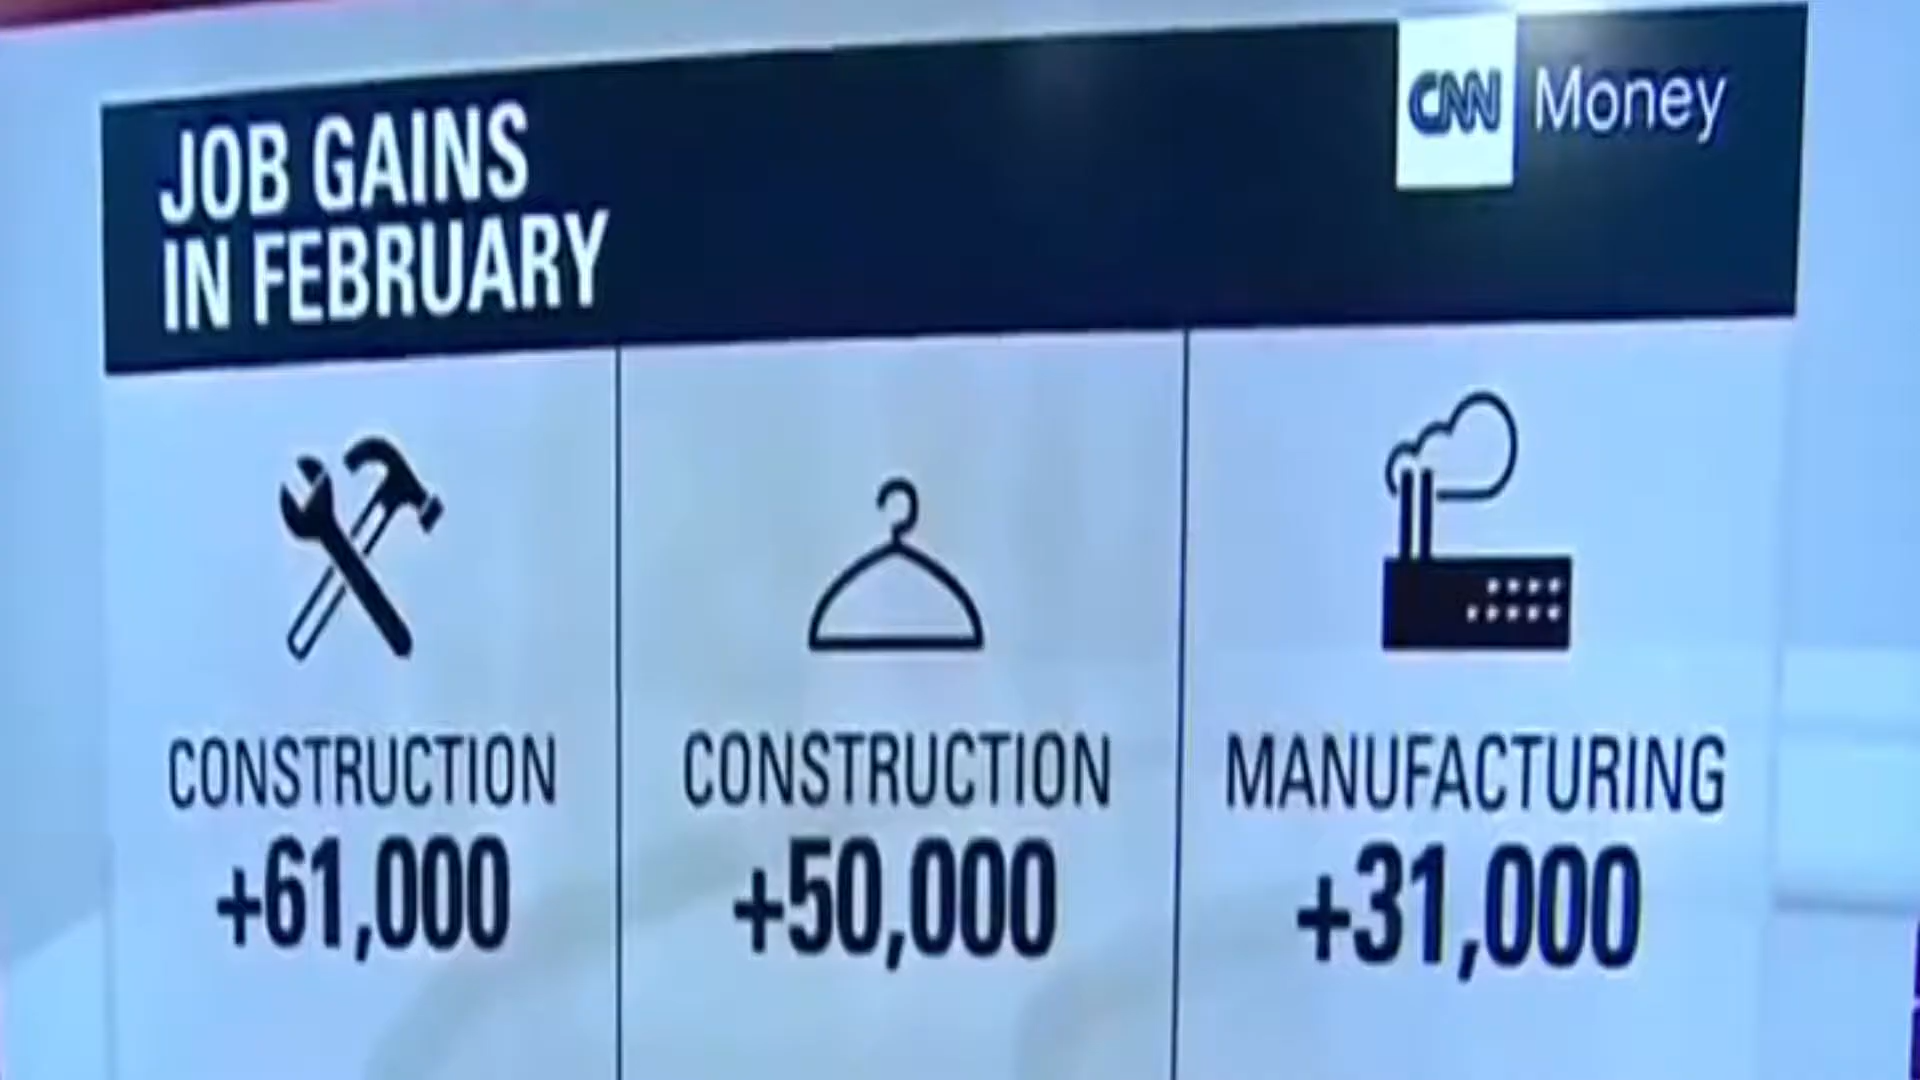 JOB GAINS
IN FEBRUARY
CNN Money
CONSTRUCTION
+61,000
CONSTRUCTION
+50,000
MANUFACTURING
+31,000